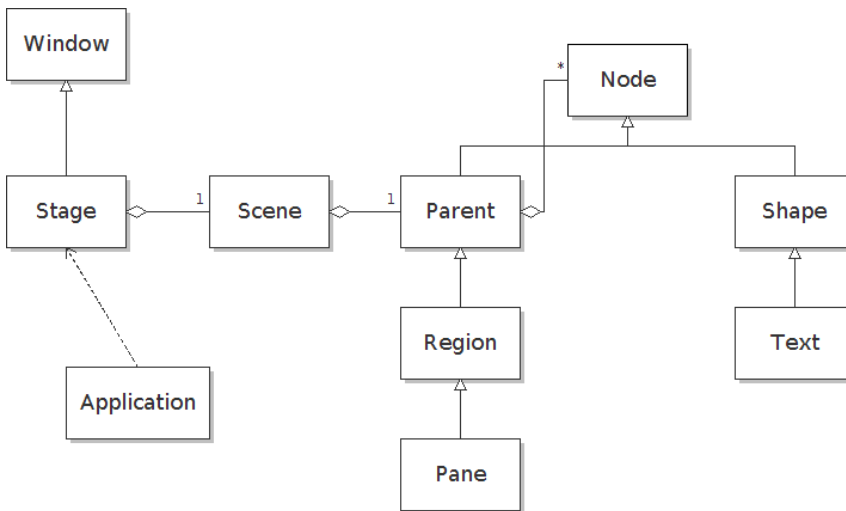 Window
Node
*
Stage
1
Scene
1
Parent
Shape
Region
Text
Application
Pane